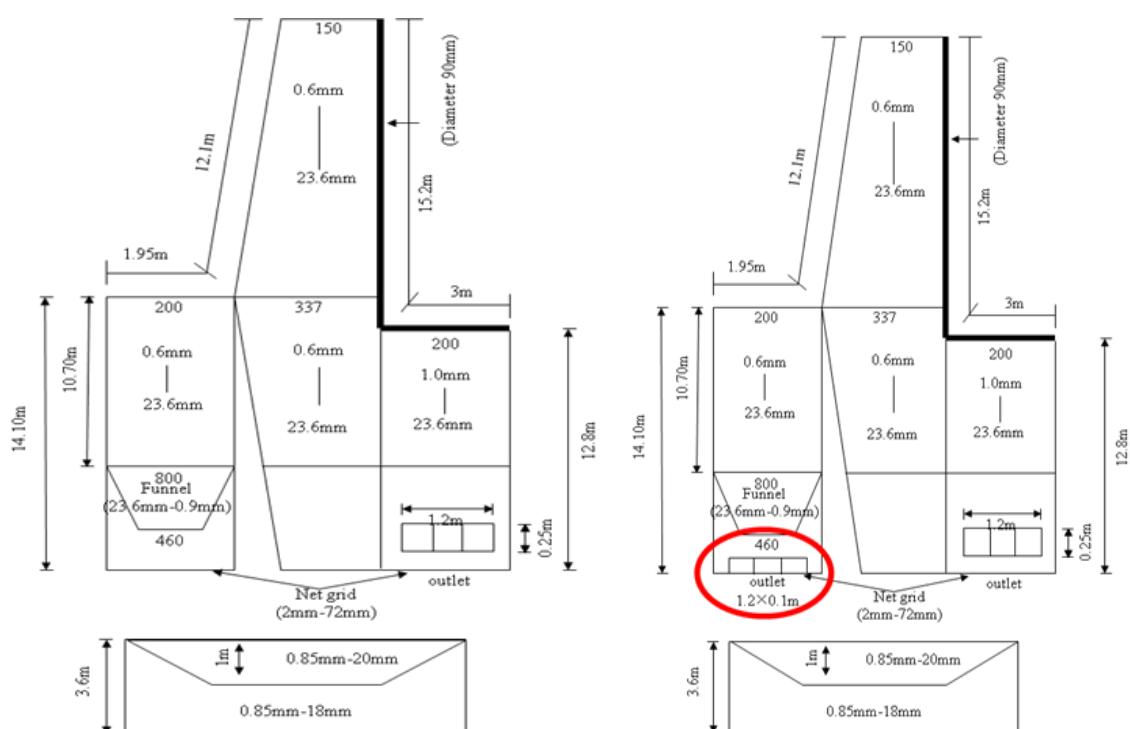 150
0.6mm
23.6mm
(Diameter 90mm)
12.1m
15.2m
1.95m
3m
200
337
200
0.6mm
0.6mm
1.0mm
23.6mm
23.6mm
23.6mm
10.70m
14.10m
12.8m
800
Funnel
(23.6mm-0.9mm)
460
1.2m
0.25m
outlet
Net grid
(2mm-72mm)
1m
0.85mm-20mm
3.6m
0.85mm-18mm
150
0.6mm
23.6mm
(Diameter 90mm)
12.1m
15.2m
1.95m
3m
200
337
200
0.6mm
0.6mm
1.0mm
23.6mm
23.6mm
23.6mm
10.70m
14.10m
12.8m
800
Funnel
(23.6mm-0.9mm)
460
1.2m
0.25m
outlet
1.2×0.1m
outlet
Net grid
(2mm-72mm)
1m
0.85mm-20mm
3.6m
0.85mm-18mm